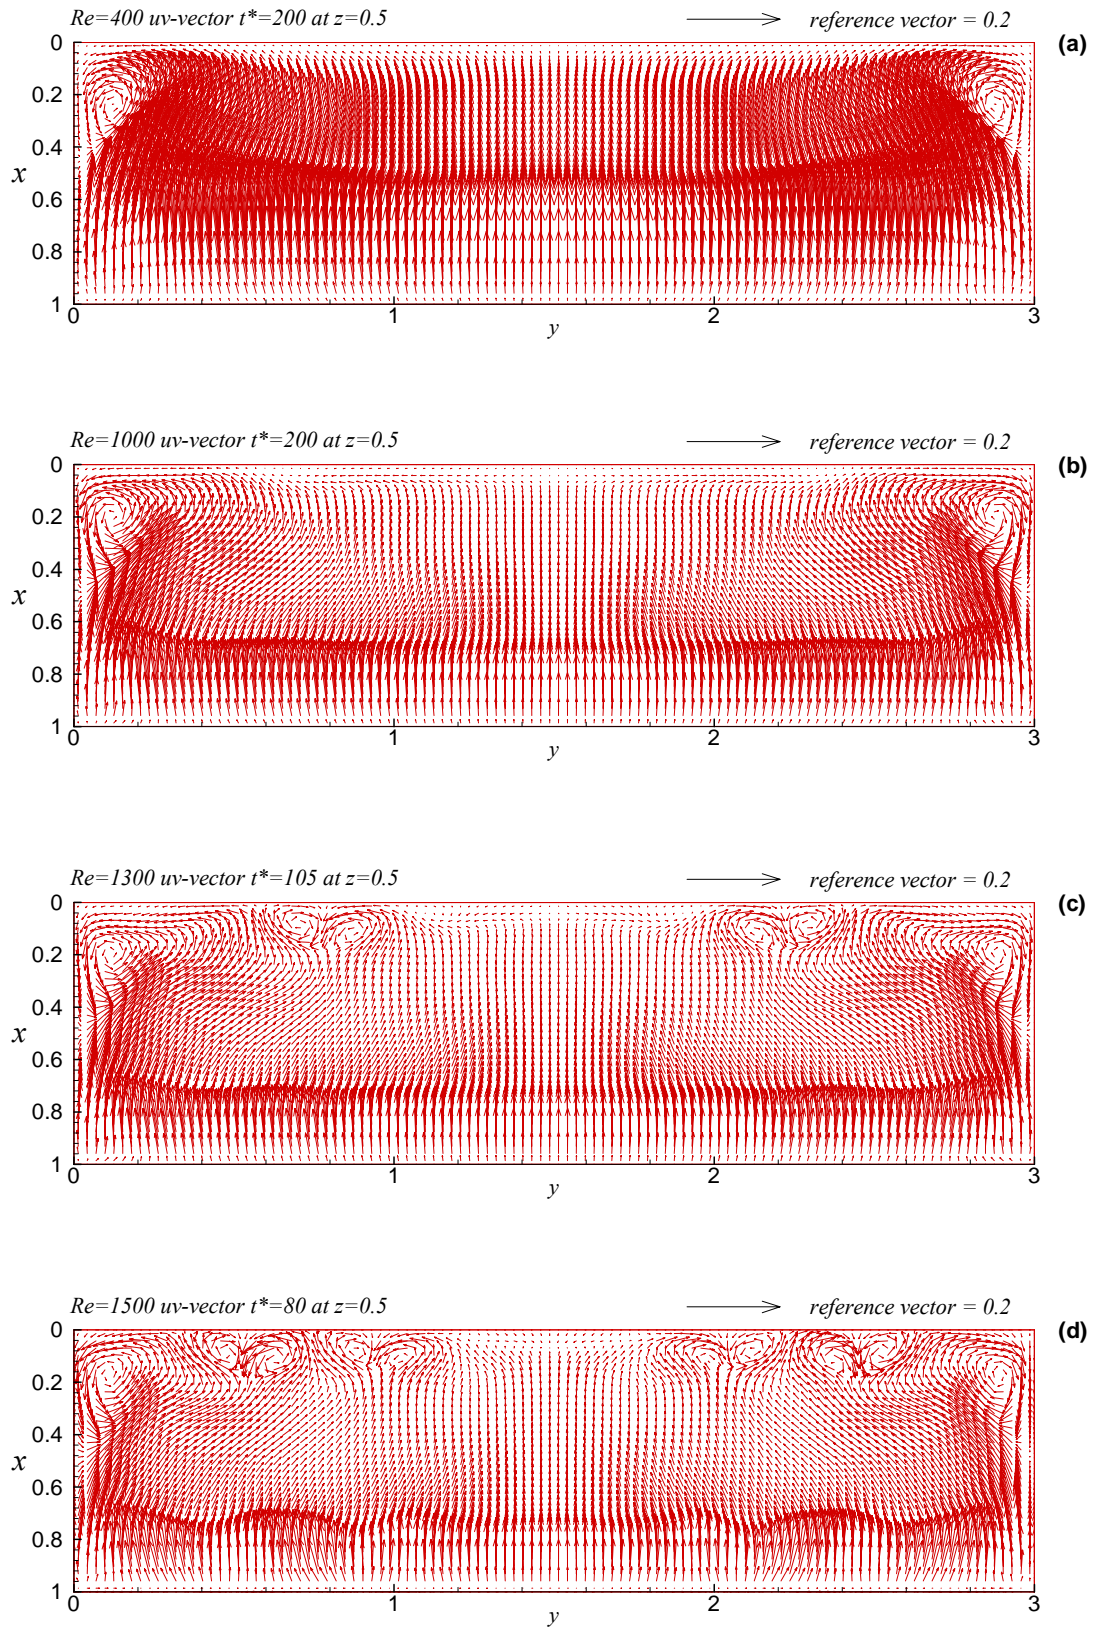 Re=400 uv-vector t*=200 at z=0.5 reference vector = 0.2 (a)
0
0.2
0.4
x
0.6
0.8
1
0 1 2 3
y
Re=1000 uv-vector t*=200 at z=0.5 reference vector = 0.2
(b)
0
0.2
0.4
x
0.6
0.8
1
0 1 2 3
y
Re=1300 uv-vector t*=105 at z=0.5 reference vector = 0.2
(c)
0
0.2
0.4
x
0.6
0.8
1
0 1 2 3
y
Re=1500 uv-vector t*=80 at z=0.5 reference vector = 0.2
(d)
0
0.2
0.4
x
0.6
0.8
1
0 1 2 3
y